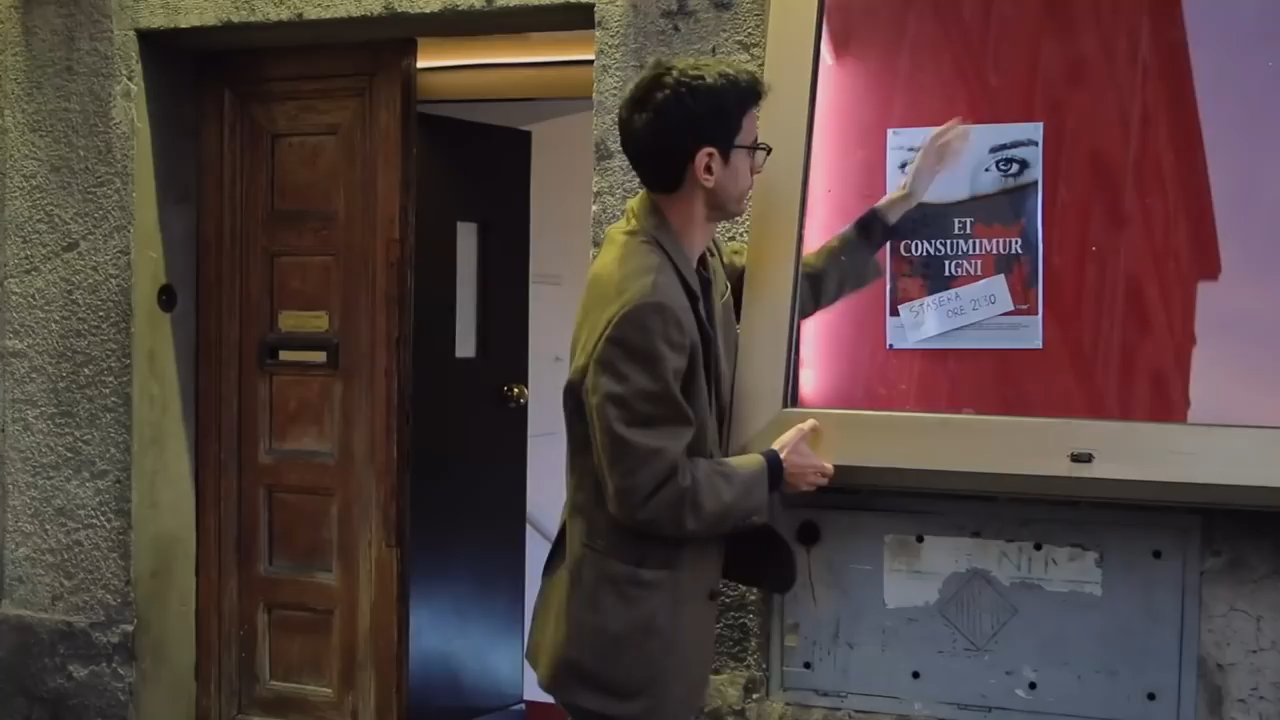 ET
CONSUMIMUR
IGNI
STASERA
ORE 21:30